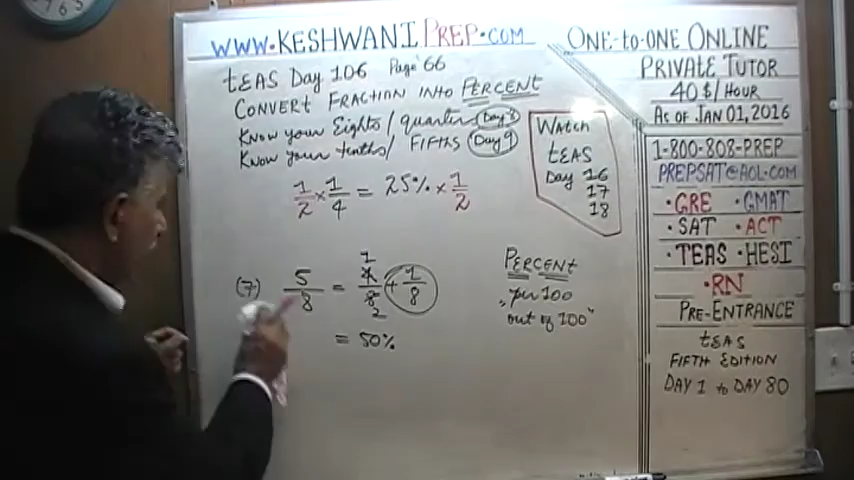 WWW.KESHWANIPREP.COM
TEAS Day 106 Page 66
CONVERT FRACTION INTO PERCENT
KNOW YOUR EIGHTS/QUARTERS Day 8
KNOW YOUR tenths/ FIFTHS Day 9
1/2 x 1/4 = 25% x 1/2
(7) 5/8 = 4/8 + 1/8
1
2
= 50%
WATCH
TEAS
DAY 16
17
18
PERCENT
"per 100
out of 100"
ONE-TO-ONE ONLINE
PRIVATE TUTOR
40 $/HOUR
AS OF JAN 01, 2016
1-800-808-PREP
PREPSAT@AOL.COM
• GRE • GMAT
• SAT • ACT
• TEAS • HESI
• RN
PRE-ENTRANCE
TEAS
FIFTH EDITION
DAY 1 to DAY 80